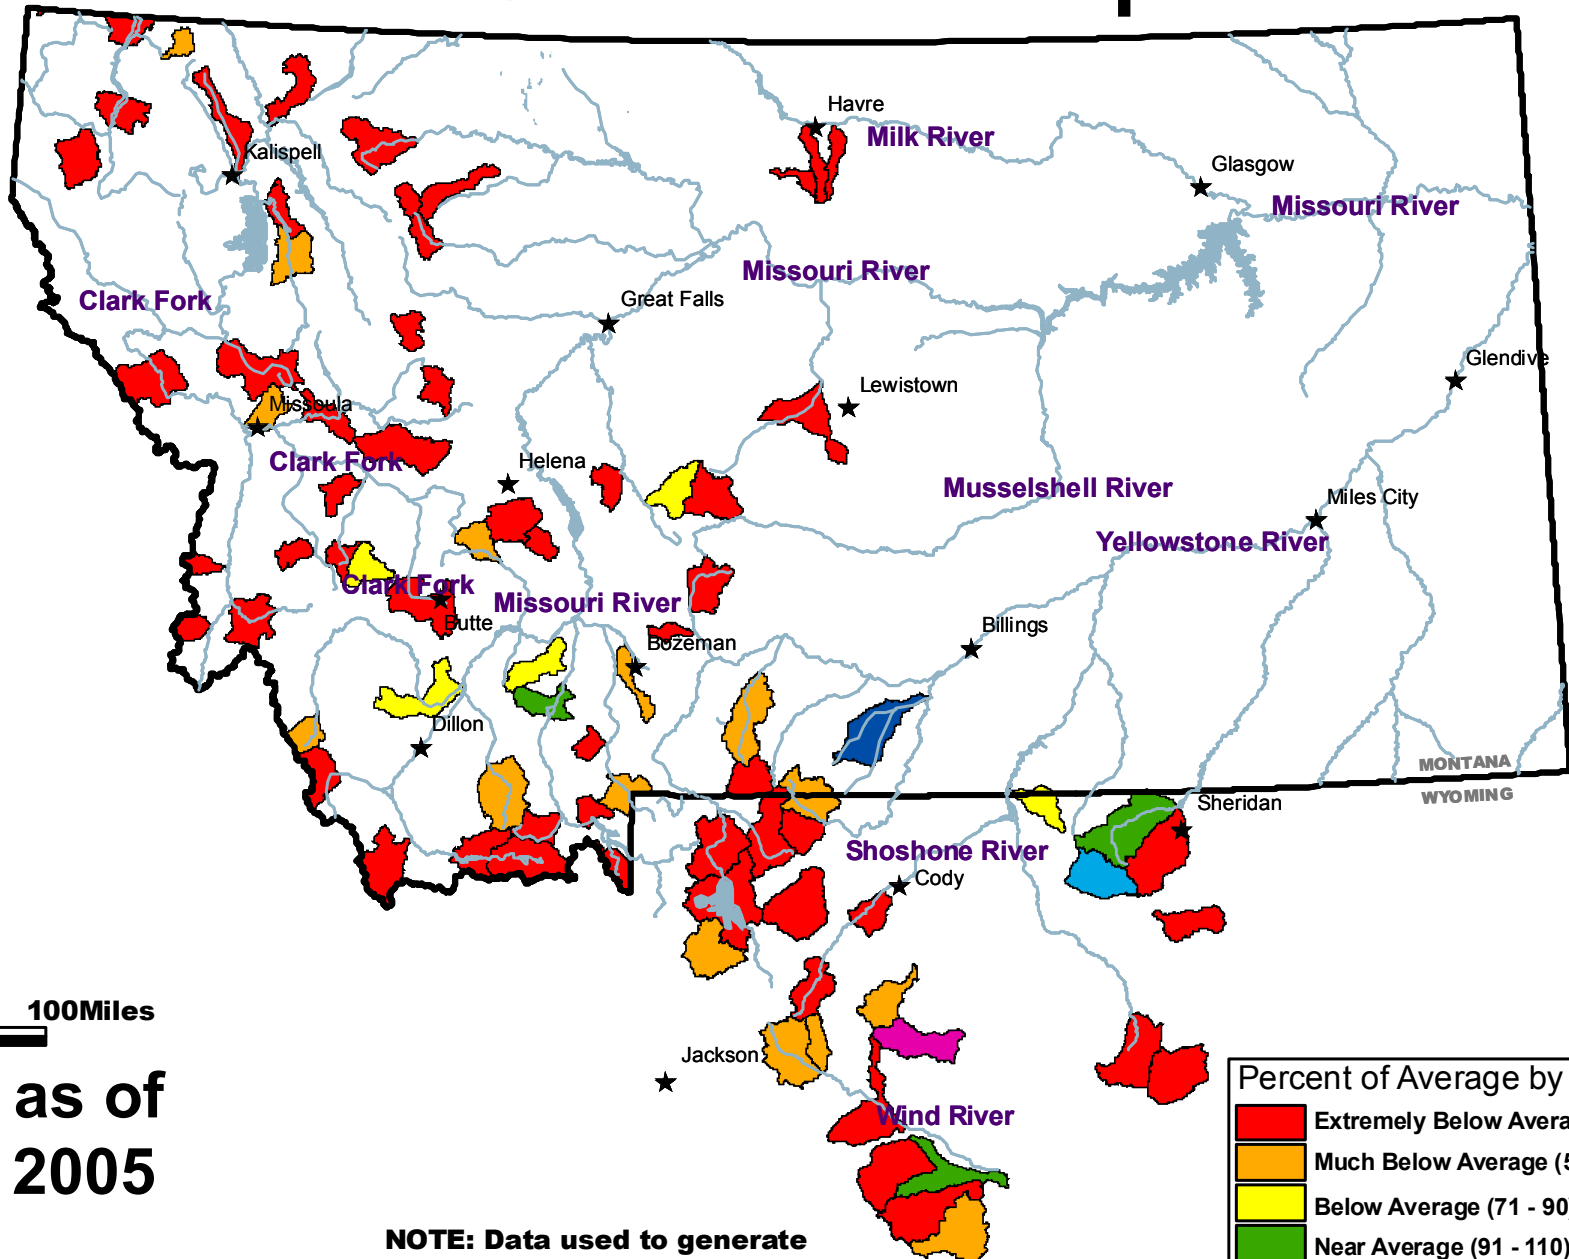 Havre
Milk River
Kalispell
Glasgow
Missouri River
Missouri River
Clark Fork
Great Falls
Glendive
Lewistown
Missoula
Clark Fork
Helena
Musselshell River
Miles City
Yellowstone River
Clark Fork
Missouri River
Butte
Bozeman
Billings
Dillon
MONTANA
WYOMING
Sheridan
Shoshone River
Cody
100Miles
Jackson
as of
2005
Wind River
Percent of Average by
Extremely Below Avera
Much Below Average (5
Below Average (71 - 90)
Near Average (91 - 110)
NOTE: Data used to generate